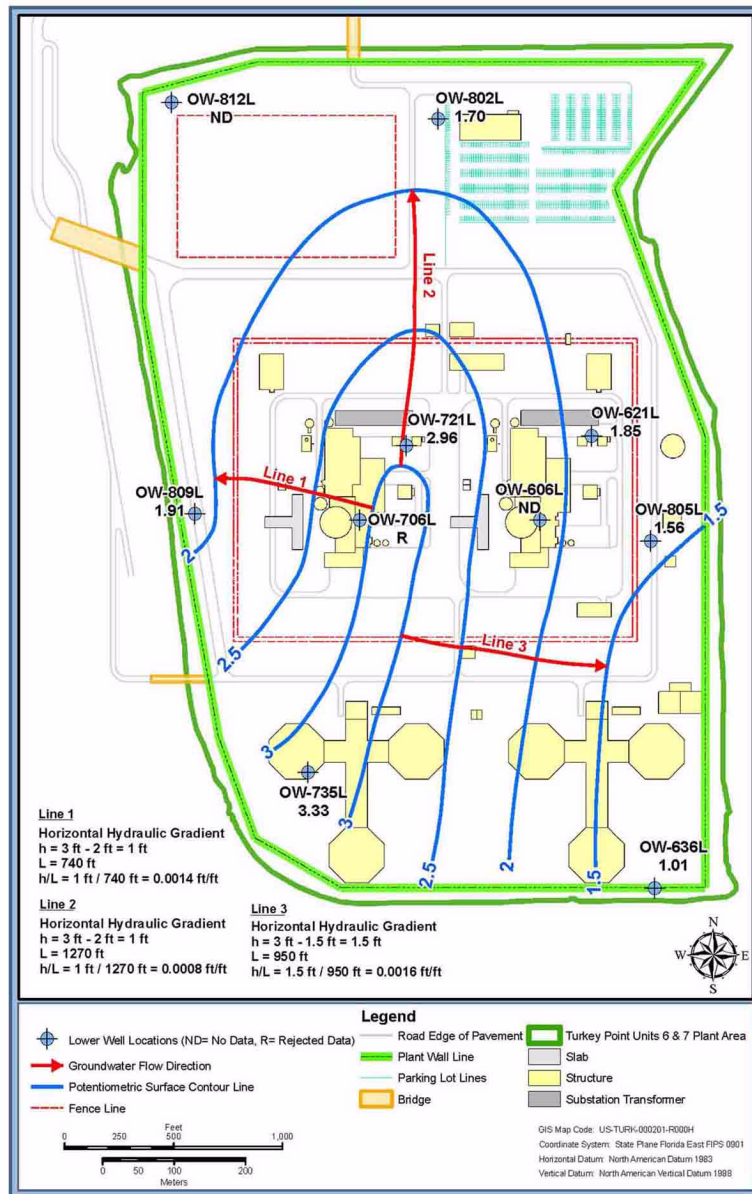 OW-812L
ND
OW-802L
1.70
Line 2
OW-721L
2.96
OW-621L
1.85
Line 1
OW-809L
1.91
2
OW-706L
R
OW-606L
ND
OW-805L
1.56
1.5
2.5
Line 3
3
OW-735L
3.33
3
2.5
2
1.5
OW-636L
1.01
Line 1
Horizontal Hydraulic Gradient
h = 3 ft - 2 ft = 1 ft
L = 740 ft
h/L = 1 ft / 740 ft = 0.0014 ft/ft
Line 2
Horizontal Hydraulic Gradient
h = 3 ft - 2 ft = 1 ft
L = 1270 ft
h/L = 1 ft / 1270 ft = 0.0008 ft/ft
Line 3
Horizontal Hydraulic Gradient
h = 3 ft - 1.5 ft = 1.5 ft
L = 950 ft
h/L = 1.5 ft / 950 ft = 0.0016 ft/ft
N
W E
S
Legend
Lower Well Locations (ND= No Data, R= Rejected Data)
Groundwater Flow Direction
Potentiometric Surface Contour Line
Fence Line
Road Edge of Pavement
Plant Wall Line
Parking Lot Lines
Bridge
Turkey Point Units 6 & 7 Plant Area
Slab
Structure
Substation Transformer
Feet
0 250 500 1,000
0 50 100 200
Meters
GIS Map Code: US-TURK-000201-R000H
Coordinate System: State Plane Florida East FIPS 0901
Horizontal Datum: North American Datum 1983
Vertical Datum: North American Vertical Datum 1988